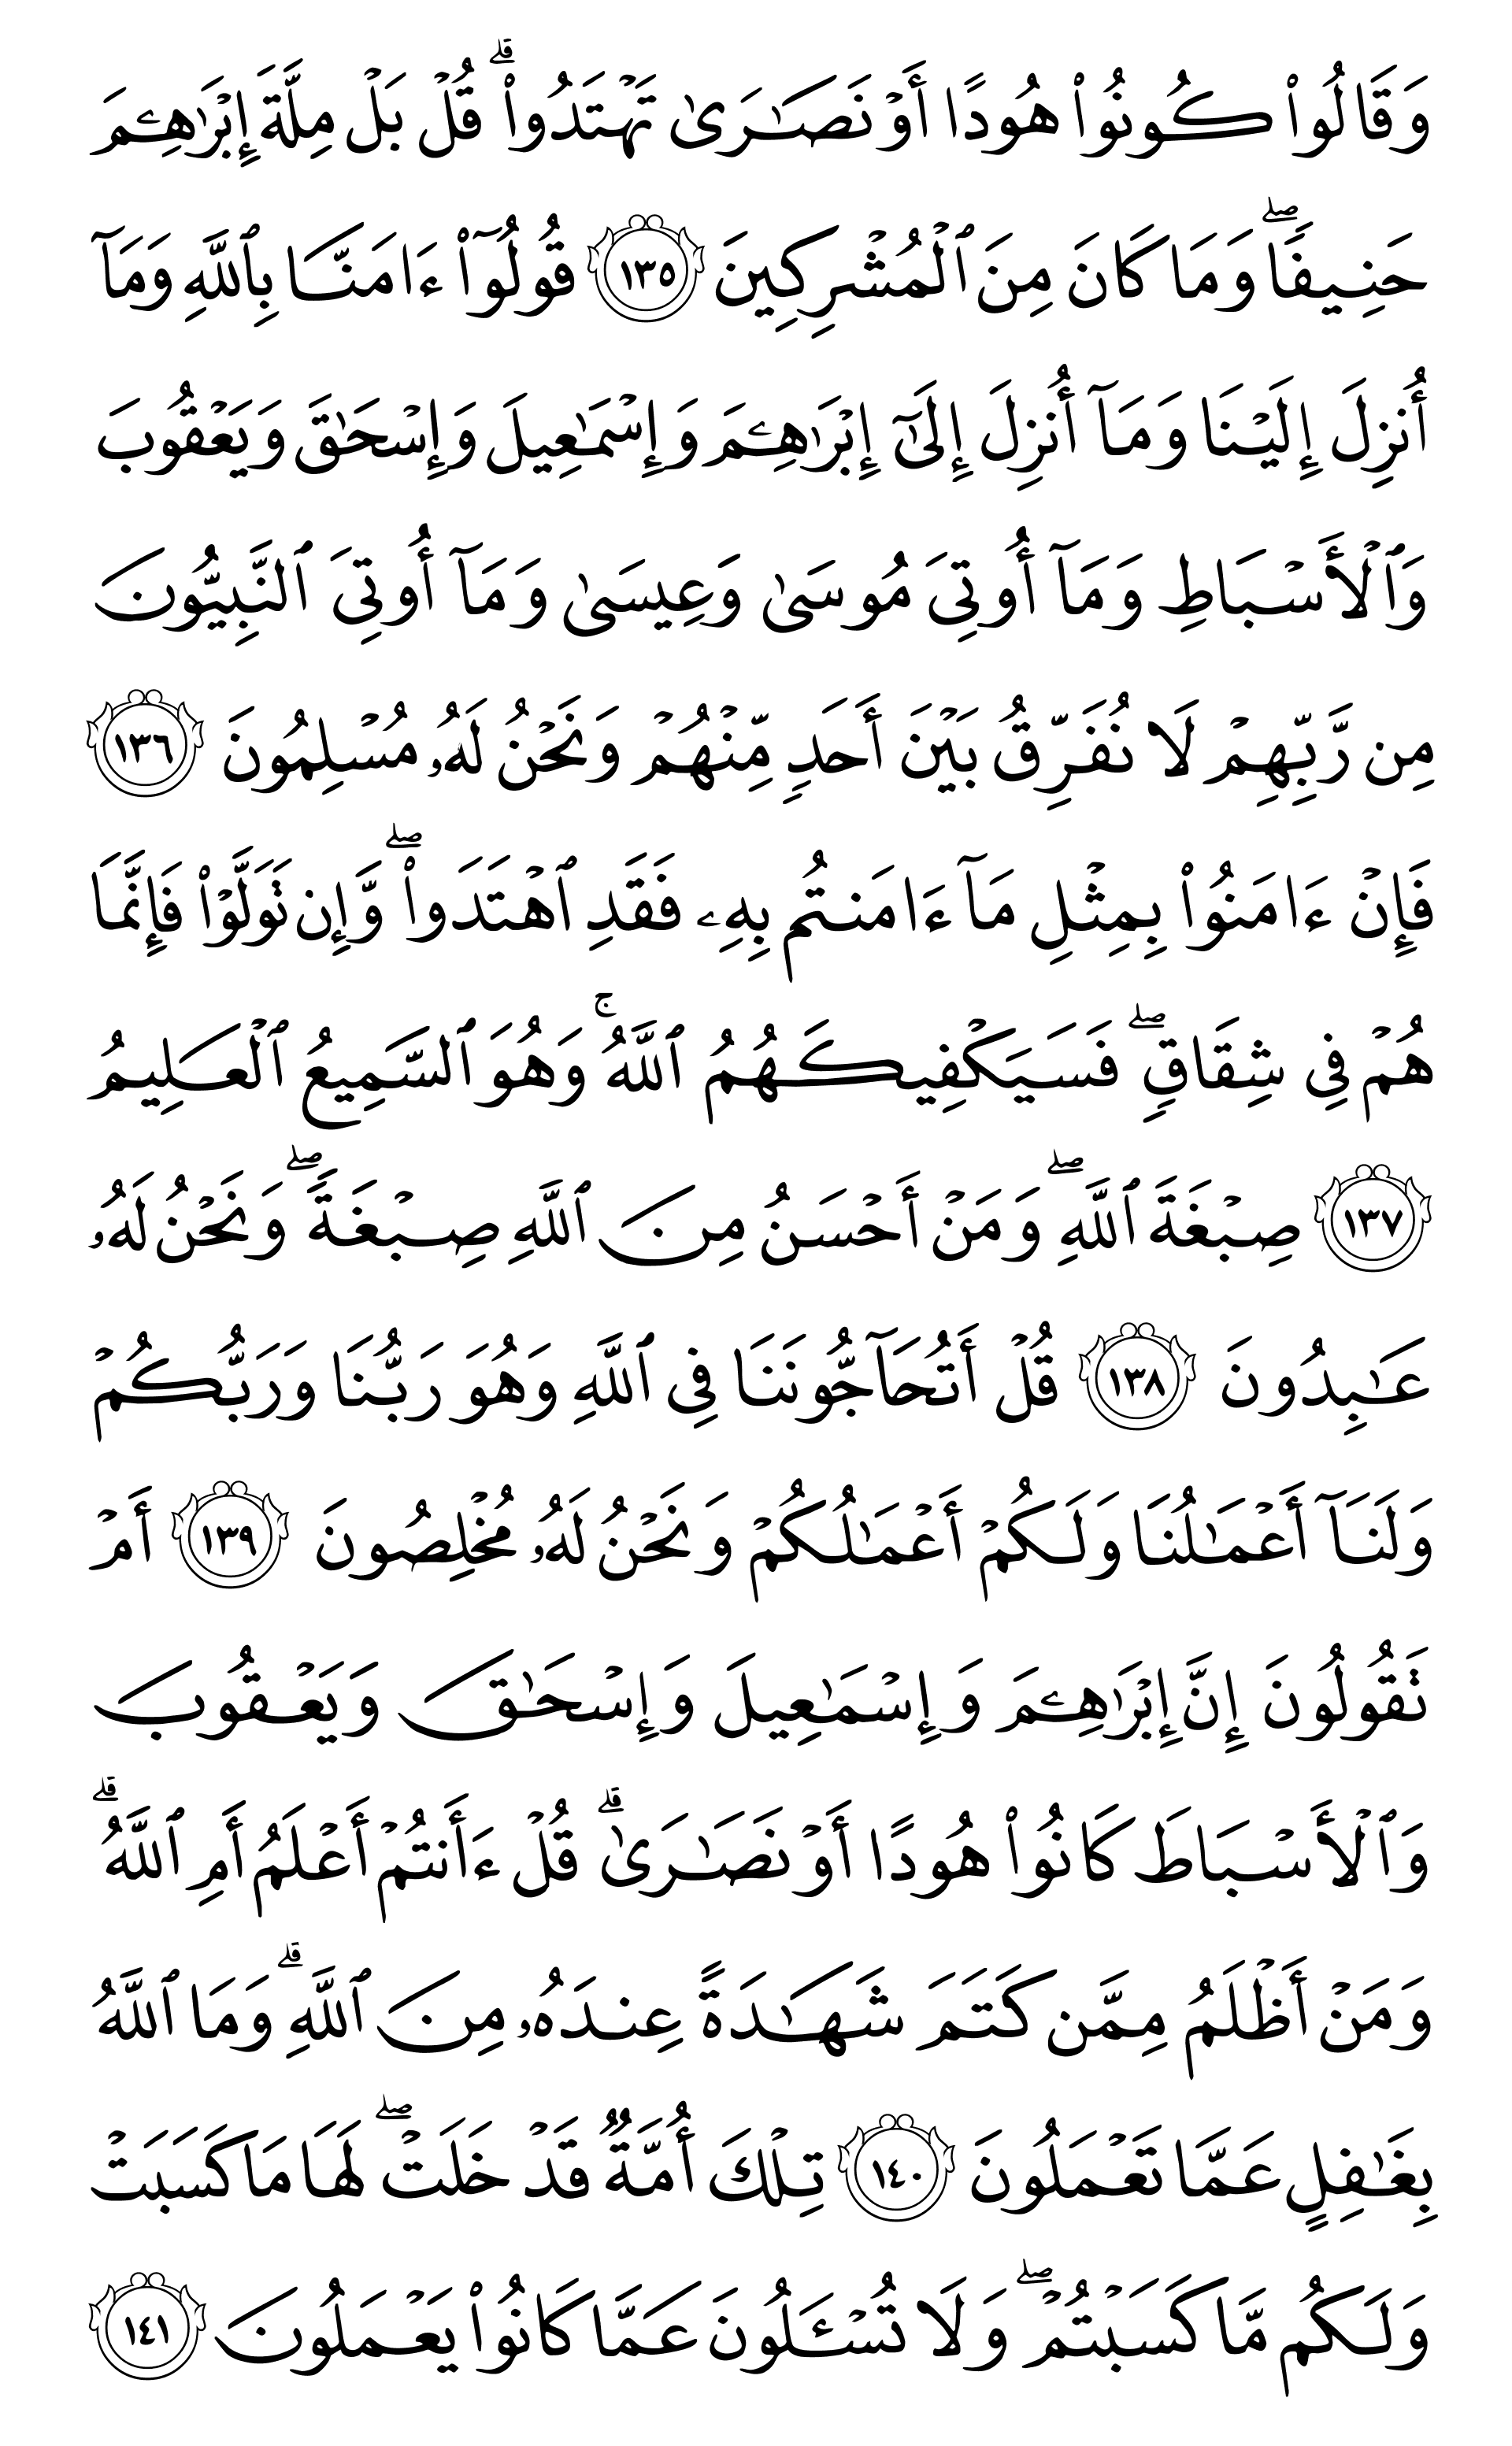 وَقَالُوا۟ كُونُوا۟ هُودًا أَوْ نَصَـٰرَىٰ تَهْتَدُوا۟ ۗ قُلْ بَلْ مِلَّةَ إِبْرَٰهِـۧمَ
حَنِيفًا ۖ وَمَا كَانَ مِنَ ٱلْمُشْرِكِينَ ١٣٥ قُولُوٓا۟ ءَامَنَّا بِٱللَّهِ وَمَآ
أُنزِلَ إِلَيْنَا وَمَآ أُنزِلَ إِلَىٰٓ إِبْرَٰهِـۧمَ وَإِسْمَـٰعِيلَ وَإِسْحَـٰقَ وَيَعْقُوبَ
وَٱلْأَسْبَاطِ وَمَآ أُوتِىَ مُوسَىٰ وَعِيسَىٰ وَمَآ أُوتِىَ ٱلنَّبِيُّونَ
مِن رَّبِّهِمْ لَا نُفَرِّقُ بَيْنَ أَحَدٍ مِّنْهُمْ وَنَحْنُ لَهُۥ مُسْلِمُونَ ١٣٦
فَإِنْ ءَامَنُوا۟ بِمِثْلِ مَآ ءَامَنتُم بِهِۦ فَقَدِ ٱهْتَدَوا۟ ۖ وَّإِن تَوَلَّوْا۟ فَإِنَّمَا
هُمْ فِى شِقَاقٍ ۖ فَسَيَكْفِيكَهُمُ ٱللَّهُ ۚ وَهُوَ ٱلسَّمِيعُ ٱلْعَلِيمُ
١٣٧ صِبْغَةَ ٱللَّهِ ۖ وَمَنْ أَحْسَنُ مِنَ ٱللَّهِ صِبْغَةً ۖ وَنَحْنُ لَهُۥ
عَـٰبِدُونَ ١٣٨ قُلْ أَتُحَآجُّونَنَا فِى ٱللَّهِ وَهُوَ رَبُّنَا وَرَبُّكُمْ
وَلَنَآ أَعْمَـٰلُنَا وَلَكُمْ أَعْمَـٰلُكُمْ وَنَحْنُ لَهُۥ مُخْلِصُونَ ١٣٩ أَمْ
تَقُولُونَ إِنَّ إِبْرَٰهِـۧمَ وَإِسْمَـٰعِيلَ وَإِسْحَـٰقَ وَيَعْقُوبَ
وَٱلْأَسْبَاطَ كَانُوا۟ هُودًا أَوْ نَصَـٰرَىٰ ۗ قُلْ ءَأَنتُمْ أَعْلَمُ أَمِ ٱللَّهُ ۗ
وَمَنْ أَظْلَمُ مِمَّن كَتَمَ شَهَـٰدَةً عِندَهُۥ مِنَ ٱللَّهِ ۗ وَمَا ٱللَّهُ
بِغَـٰفِلٍ عَمَّا تَعْمَلُونَ ١٤٠ تِلْكَ أُمَّةٌ قَدْ خَلَتْ ۖ لَهَا مَا كَسَبَتْ
وَلَكُم مَّا كَسَبْتُمْ ۖ وَلَا تُسْـَٔلُونَ عَمَّا كَانُوا۟ يَعْمَلُونَ ١٤١